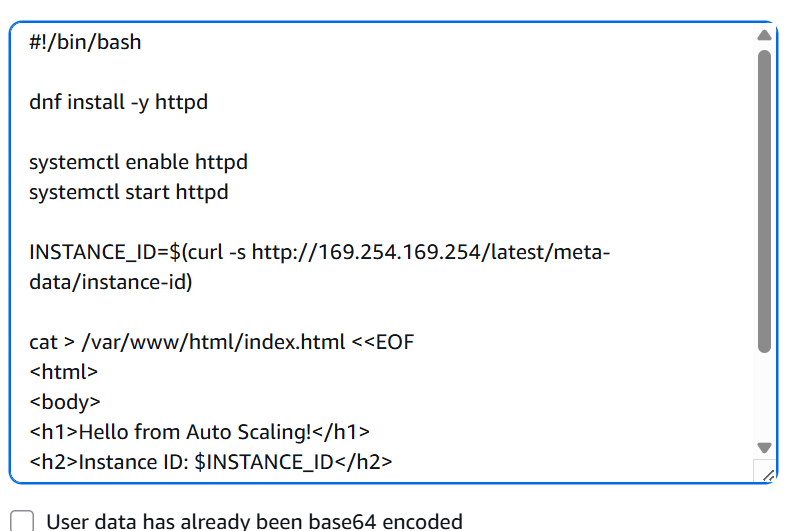 #!/bin/bash
dnf install -y httpd
systemctl enable httpd
systemctl start httpd
INSTANCE_ID=$(curl -s http://169.254.169.254/latest/meta-
data/instance-id)
cat > /var/www/html/index.html <<EOF
<html>
<body>
<h1>Hello from Auto Scaling!</h1>
<h2>Instance ID: $INSTANCE_ID</h2>
User data has already been base64 encoded